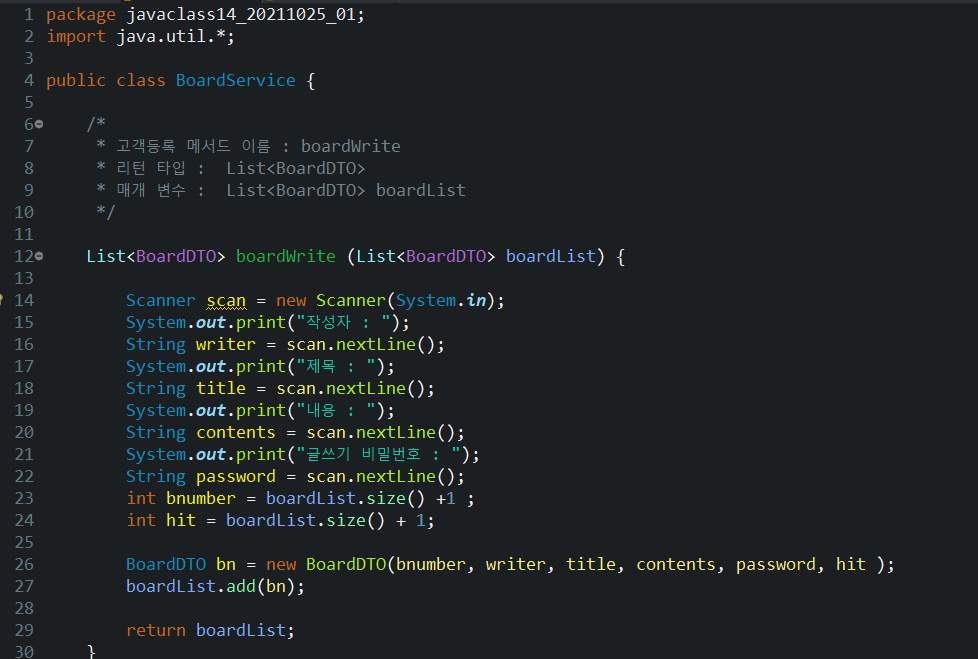 1 package javaclass14_20211025_01;
2 import java.util.*;
3
4 public class BoardService {
5
6 /*
7 * 고객등록 메서드 이름 : boardWrite
8 * 리턴 타입 :  List<BoardDTO>
9 * 매개 변수 :  List<BoardDTO> boardList
10 */
11
12 List<BoardDTO> boardWrite (List<BoardDTO> boardList) {
13
14 Scanner scan = new Scanner(System.in);
15 System.out.print("작성자 : ");
16 String writer = scan.nextLine();
17 System.out.print("제목 : ");
18 String title = scan.nextLine();
19 System.out.print("내용 : ");
20 String contents = scan.nextLine();
21 System.out.print("글쓰기 비밀번호 : ");
22 String password = scan.nextLine();
23 int bnumber = boardList.size() +1 ;
24 int hit = boardList.size() + 1;
25
26 BoardDTO bn = new BoardDTO(bnumber, writer, title, contents, password, hit );
27 boardList.add(bn);
28
29 return boardList;
30 }